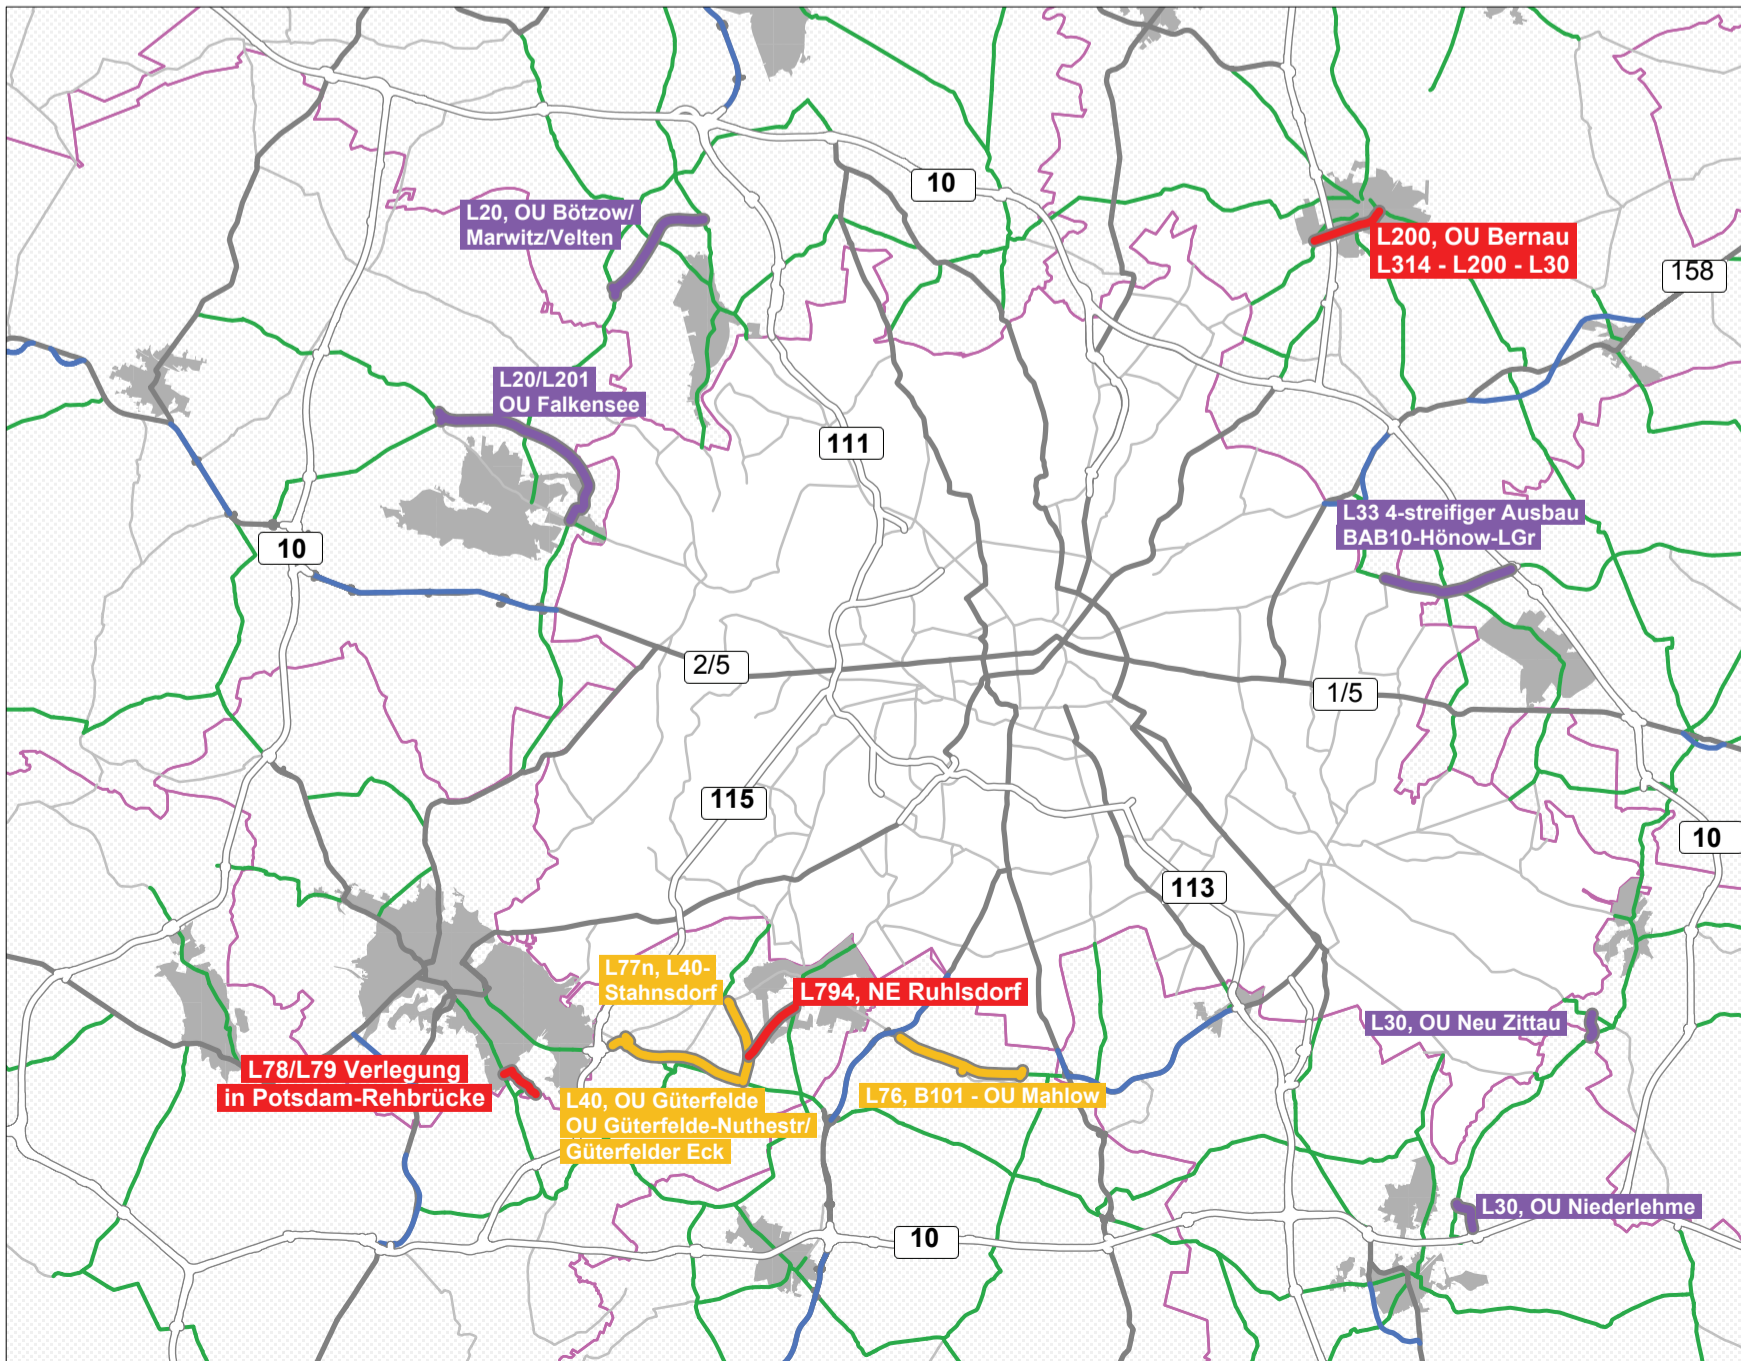 10
L20, OU Bötzow/
Marwitz/Velten
L200, OU Bernau
L314 - L200 - L30
158
L20/L201
OU Falkensee
111
L33 4-streifiger Ausbau
BAB10-Hönow-LGr
10
2/5
1/5
115
10
113
L77n, L40-
Stahnsdorf
L794, NE Ruhlsdorf
L30, OU Neu Zittau
L78/L79 Verlegung
in Potsdam-Rehbrücke
L40, OU Güterfelde
OU Güterfelde-Nuthestr/
Güterfelder Eck
L76, B101 - OU Mahlow
L30, OU Niederlehme
10